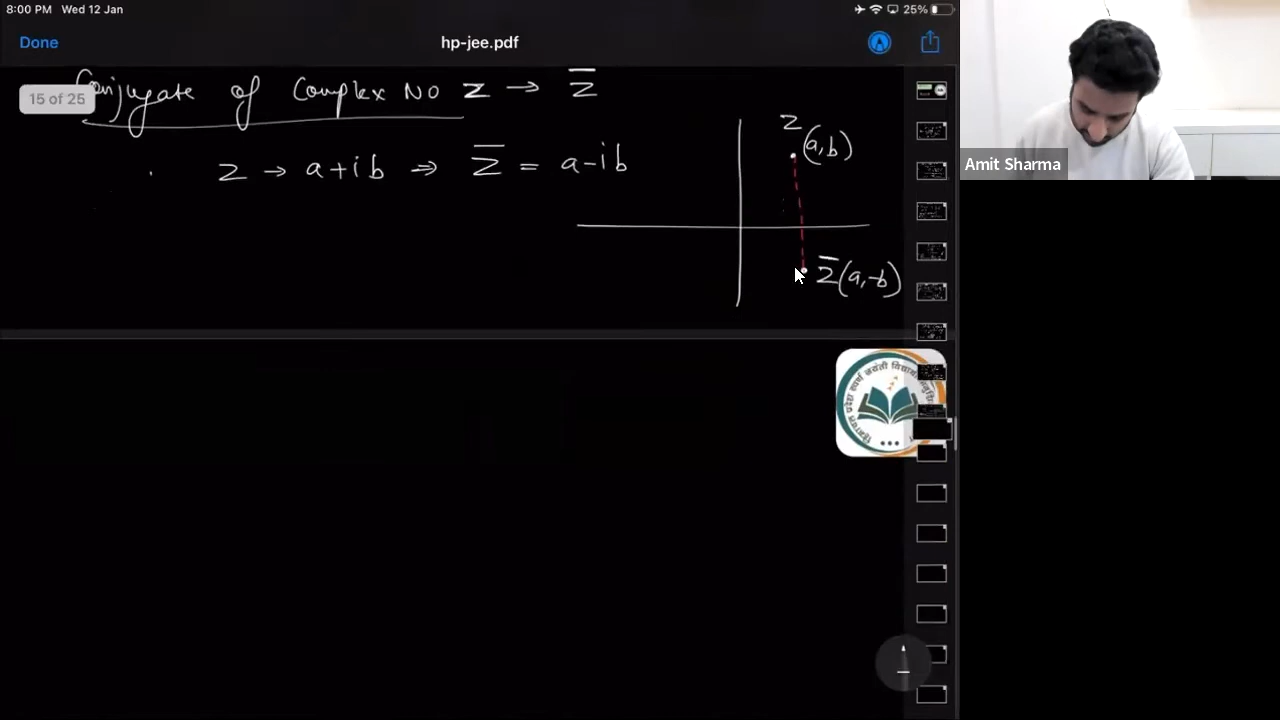 8:00 PM Wed 12 Jan
25%
Done
hp-jee.pdf
15 of 25
Conjugate of Complex NO z → z̅
z → a+ib ⇒ z̅ = a-ib
z (a,b)
z̅(a,-b)
Amit Sharma